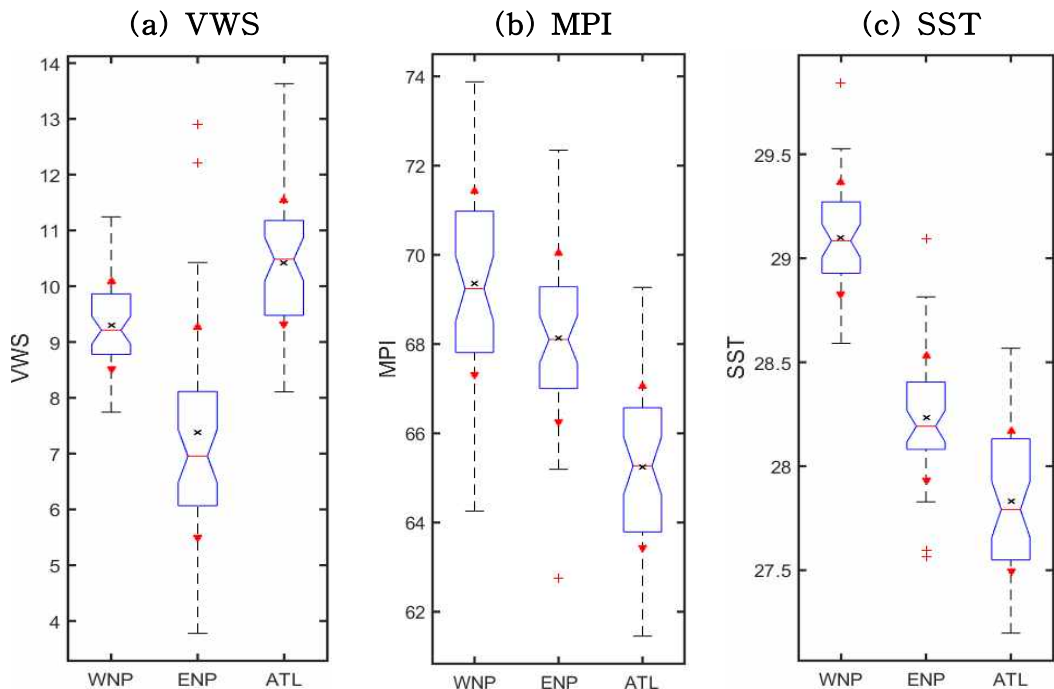 (a) VWS
(b) MPI
(c) SST
VWS
14
13
12
11
10
9
8
7
6
5
4
WNP ENP ATL
MPI
74
72
70
68
66
64
62
WNP ENP ATL
SST
29.5
29
28.5
28
27.5
WNP ENP ATL